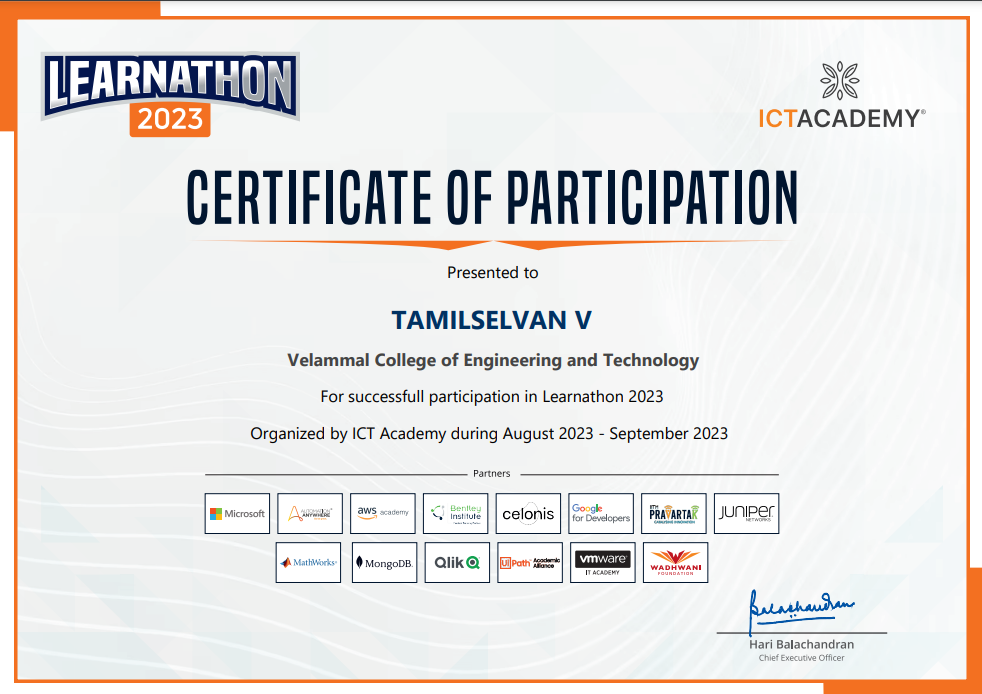 LEARNATHON
2023
ICTACADEMY®
CERTIFICATE OF PARTICIPATION
Presented to
TAMILSELVAN V
Velammal College of Engineering and Technology
For successfull participation in Learnathon 2023
Organized by ICT Academy during August 2023 - September 2023
Partners
Microsoft
AUTOMATION ANYWHERE
aws academy
Bentley
Institute
celonis
Google
for Developers
IITM
PRAVARTAK
JUNIPER
NETWORKS
MathWorks
MongoDB.
Qlik
UiPath Academic
Alliance
vmware
IT ACADEMY
WADHWANI
FOUNDATION
Balachandran
Hari Balachandran
Chief Executive Officer